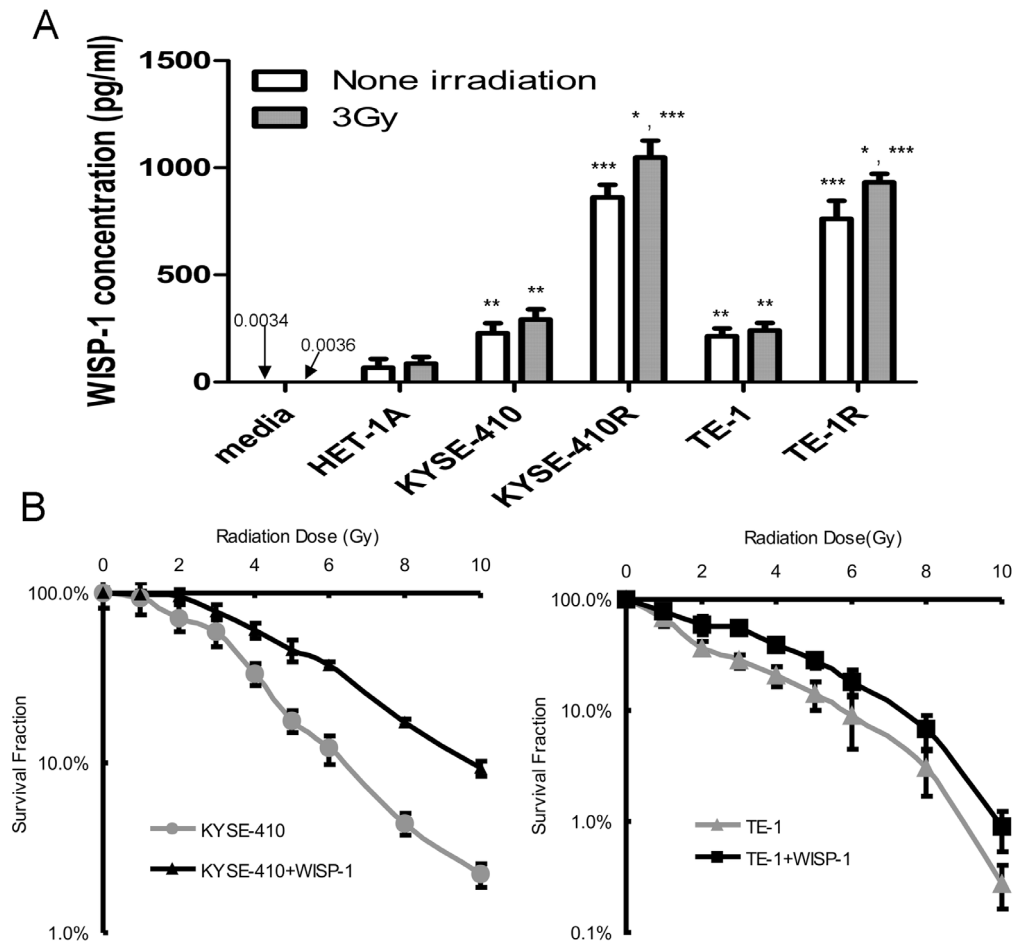 A
WISP-1 concentration (pg/ml)
1500
1000
500
0
None irradiation
3Gy
0.0034
0.0036
**
**
***
* , ***
**
**
***
* , ***
media
HET-1A
KYSE-410
KYSE-410R
TE-1
TE-1R
B
Radiation Dose (Gy)
0 2 4 6 8 10
100.0%
10.0%
1.0%
Survival Fraction
KYSE-410
KYSE-410+WISP-1
Radiation Dose(Gy)
0 2 4 6 8 10
100.0%
10.0%
1.0%
0.1%
Survival Fraction
TE-1
TE-1+WISP-1